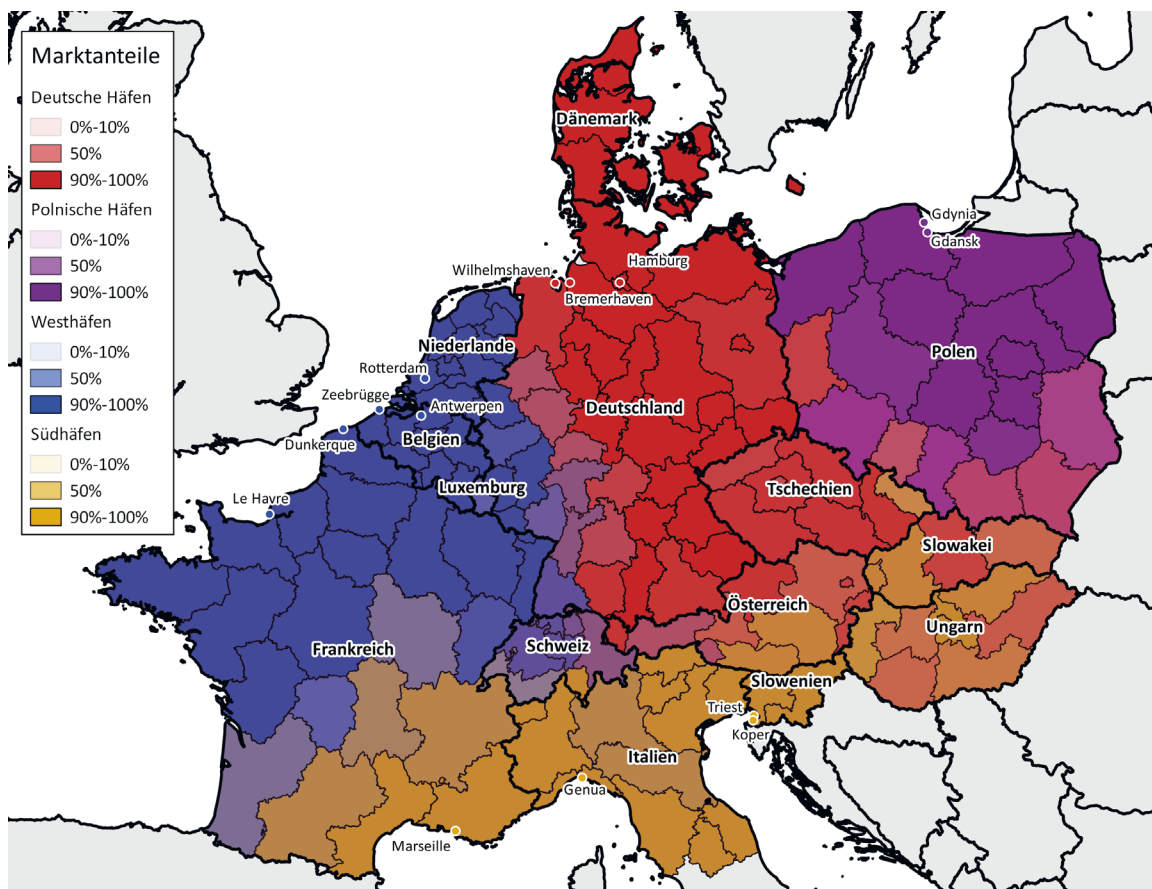 Marktanteile
Deutsche Häfen
0%-10%
50%
90%-100%
Polnische Häfen
0%-10%
50%
90%-100%
Westhäfen
0%-10%
50%
90%-100%
Südhäfen
0%-10%
50%
90%-100%
Dänemark
Gdynia
Gdansk
Hamburg
Wilhelmshaven
Bremerhaven
Niederlande
Polen
Rotterdam
Zeebrügge
Antwerpen
Deutschland
Dunkerque
Belgien
Luxemburg
Tschechien
Le Havre
Slowakei
Österreich
Ungarn
Frankreich
Schweiz
Slowenien
Triest
Koper
Italien
Genua
Marseille